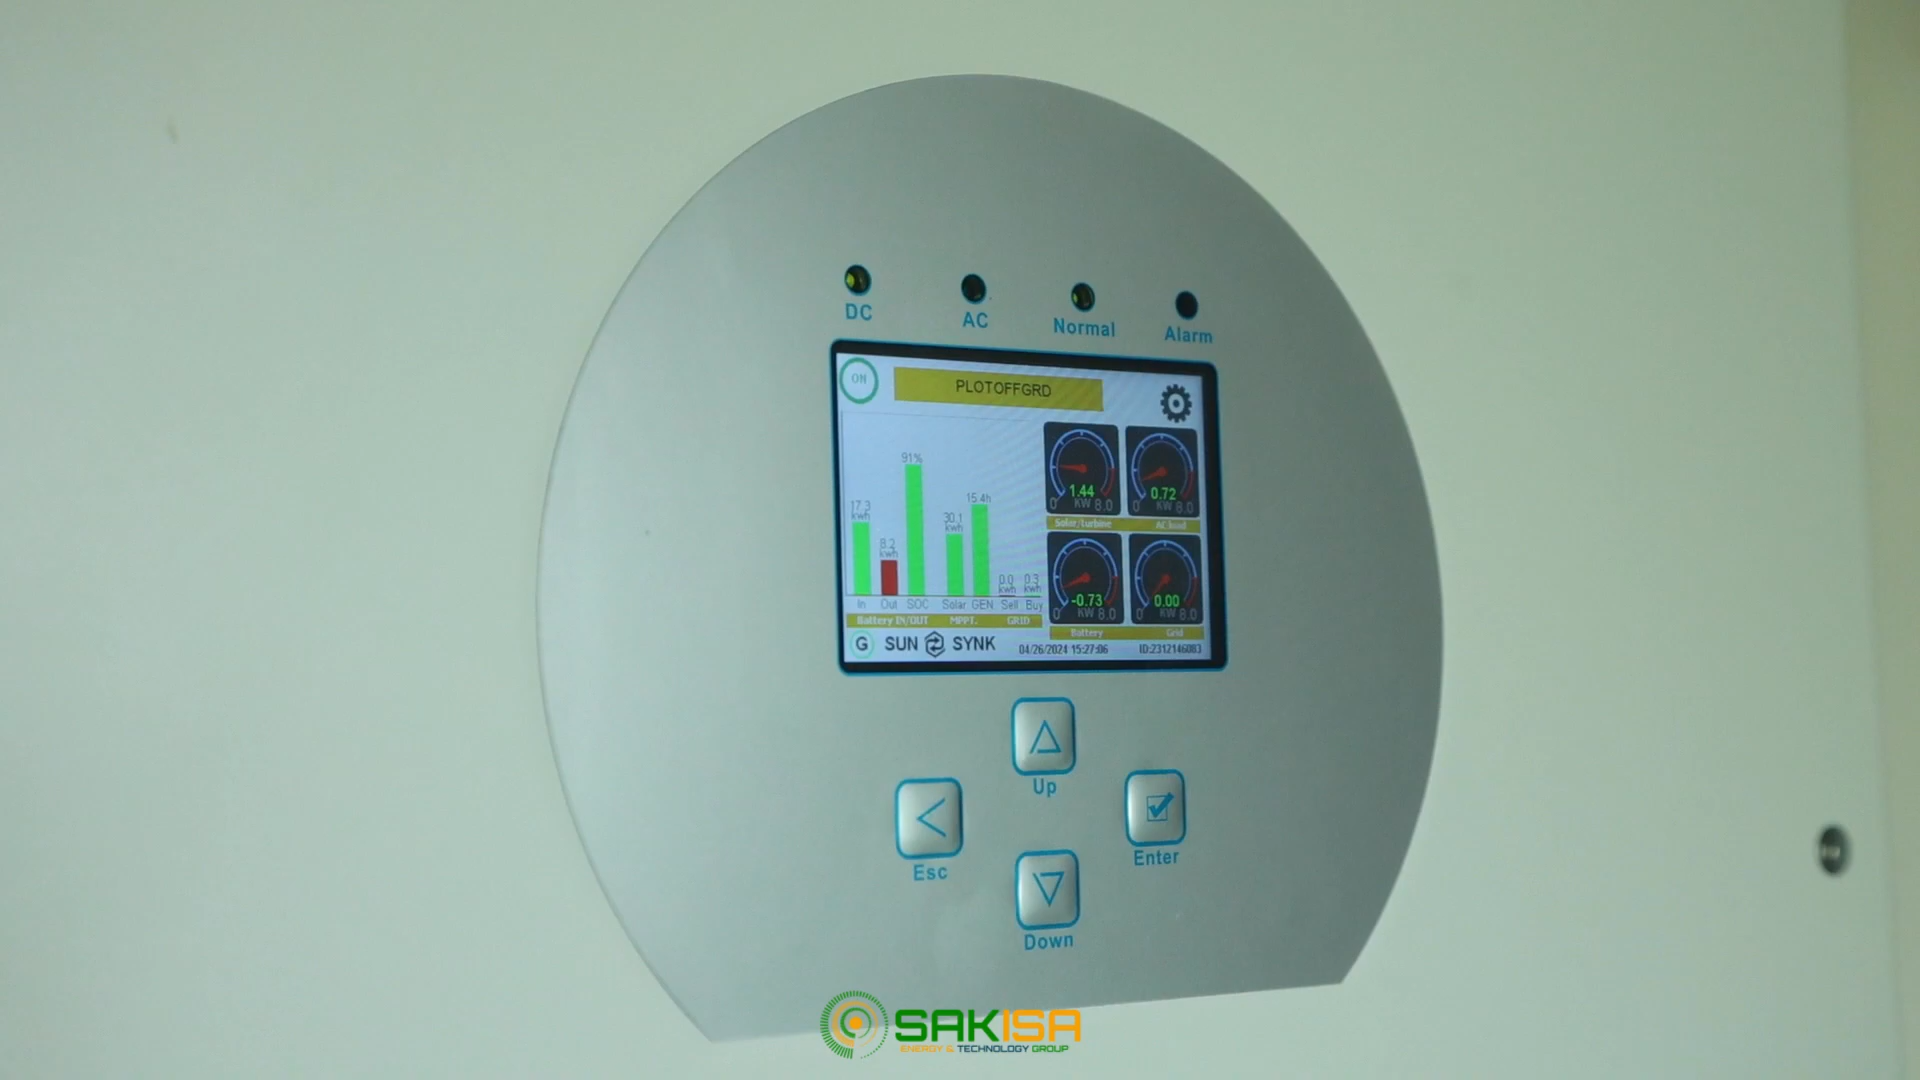 DC AC Normal Alarm
ON PLOTOFFGRD
91%
17.3 kwh
8.2 kwh
30.1 kwh
15.4h
0.0 kwh
0.3 kwh
In Out SOC Solar GEN Sell Buy
Battery IN/OUT MPPT. GRID
1.44
0 KW 8.0
Solar/turbine
0.72
0 KW 8.0
AC load
-0.73
0 KW 8.0
Battery
0.00
0 KW 8.0
Grid
G SUN SYNK 04/26/2024 15:27:06 ID:2312146083
Up
Esc
Enter
Down
SAKISA
ENERGY & TECHNOLOGY GROUP